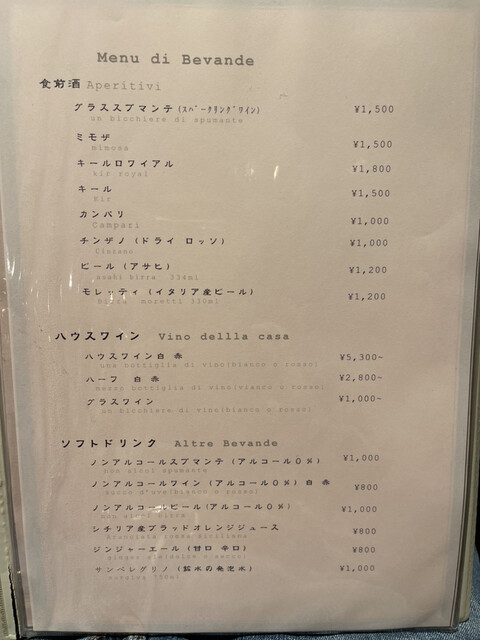 Menu di Bevande
食前酒 Aperitivi
グラススプマンテ (スパークリングワイン) ¥1,500
un bicchiere di spumante
ミモザ ¥1,500
mimosa
キールロワイアル ¥1,800
kir royal
キール ¥1,500
Kir
カンパリ ¥1,000
Campari
チンザノ (ドライ ロッソ) ¥1,000
Cinzano
ビール (アサヒ) ¥1,200
asahi birra 334ml
モレッティ (イタリア産ビール) ¥1,200
Birra moretti 330ml
ハウスワイン Vino dellla casa
ハウスワイン白 赤 ¥5,300~
una bottiglia di vino(bianco o rosso)
ハーフ 白 赤 ¥2,800~
mezzo bottiglia di vino(vianco o rosso)
グラスワイン ¥1,000~
un birchiere di vino(bianco o rosso)
ソフトドリンク Altre Bevande
ノンアルコールスプマンテ (アルコール0%) ¥1,000
non alcol spumante
ノンアルコールワイン (アルコール0%) 白 赤 ¥800
succo d'uve(bianco o rosso)
ノンアルコールビール(アルコール0%) ¥1,000
シチリア産ブラッドオレンジジュース ¥800
ジンジャーエール (甘口 辛口) ¥800
サンペレグリノ (鉱水の発泡水) ¥1,000